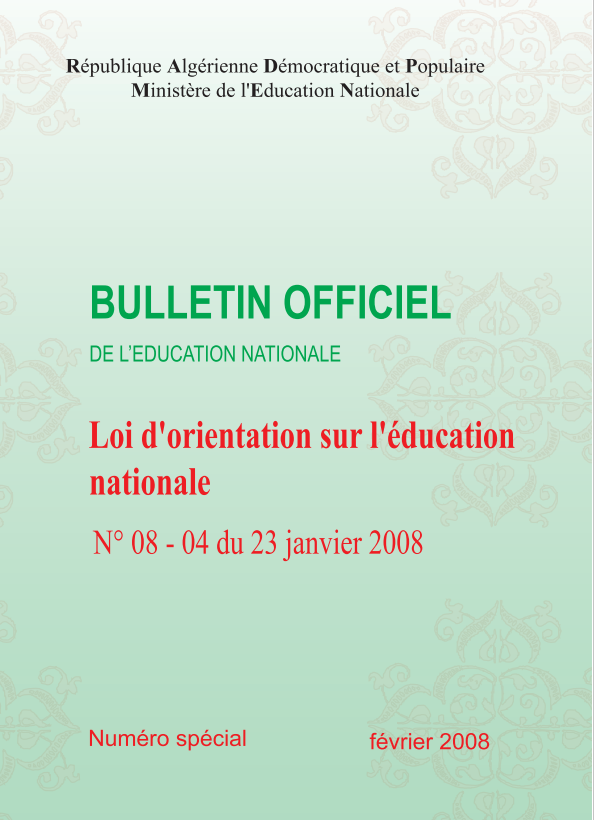 République Algérienne Démocratique et Populaire
Ministère de l'Education Nationale
BULLETIN OFFICIEL
DE L’EDUCATION NATIONALE
Loi d'orientation sur l'éducation
nationale
N° 08 - 04 du 23 janvier 2008
Numéro spécial
février 2008